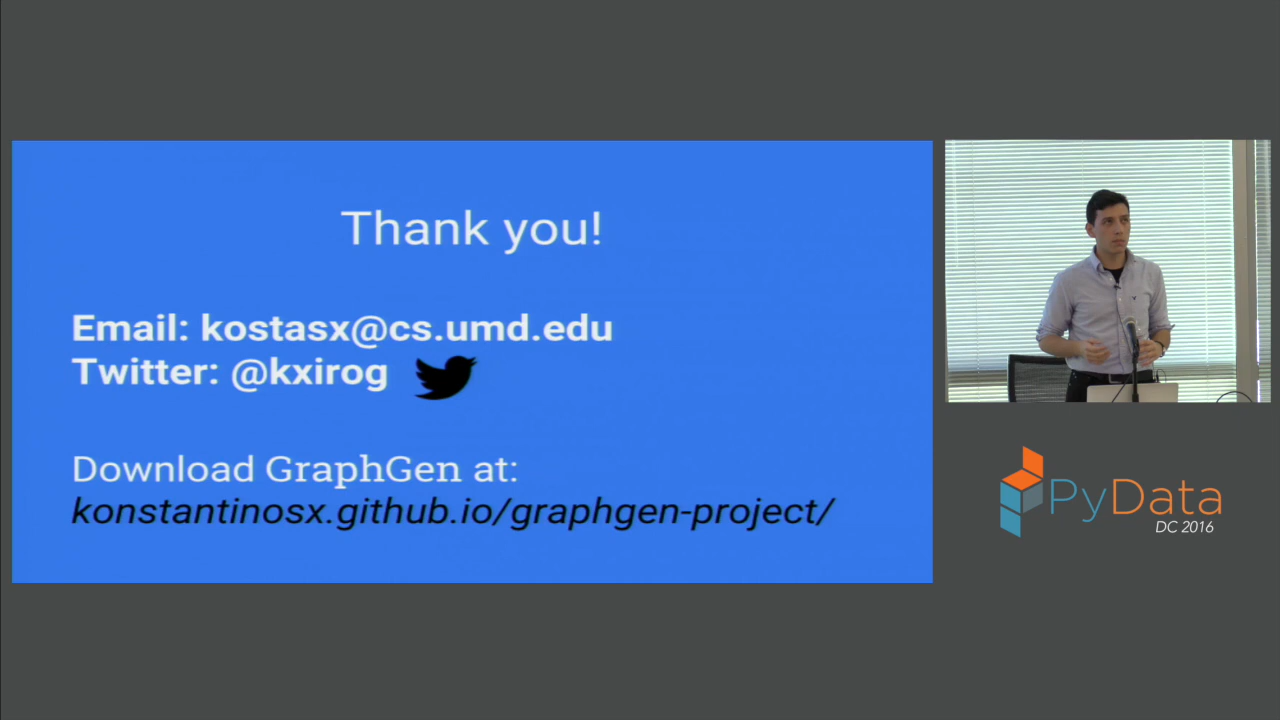 Thank you!
Email: kostasx@cs.umd.edu
Twitter: @kxirog
Download GraphGen at:
konstantinosx.github.io/graphgen-project/
PyData
DC 2016